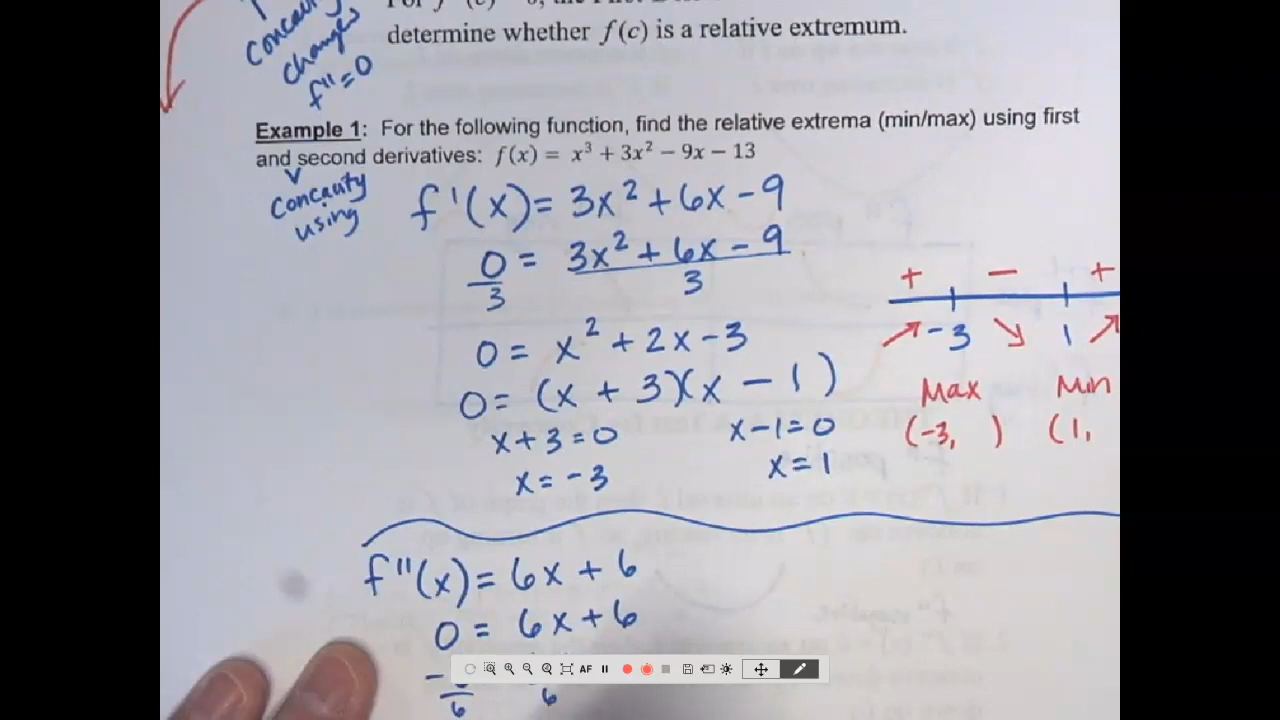 concavity
changes
f''=0
determine whether f(c) is a relative extremum.
Example 1: For the following function, find the relative extrema (min/max) using first
and second derivatives: f(x) = x³ + 3x² − 9x − 13
Concavity
using
f'(x) = 3x² + 6x - 9
0/3 = (3x² + 6x - 9)/3
0 = x² + 2x - 3
0 = (x + 3)(x - 1)
x + 3 = 0 x - 1 = 0
x = -3 x = 1
+ − +
-3 1
Max Min
(-3, ) (1,
f''(x) = 6x + 6
0 = 6x + 6
AF
6 6